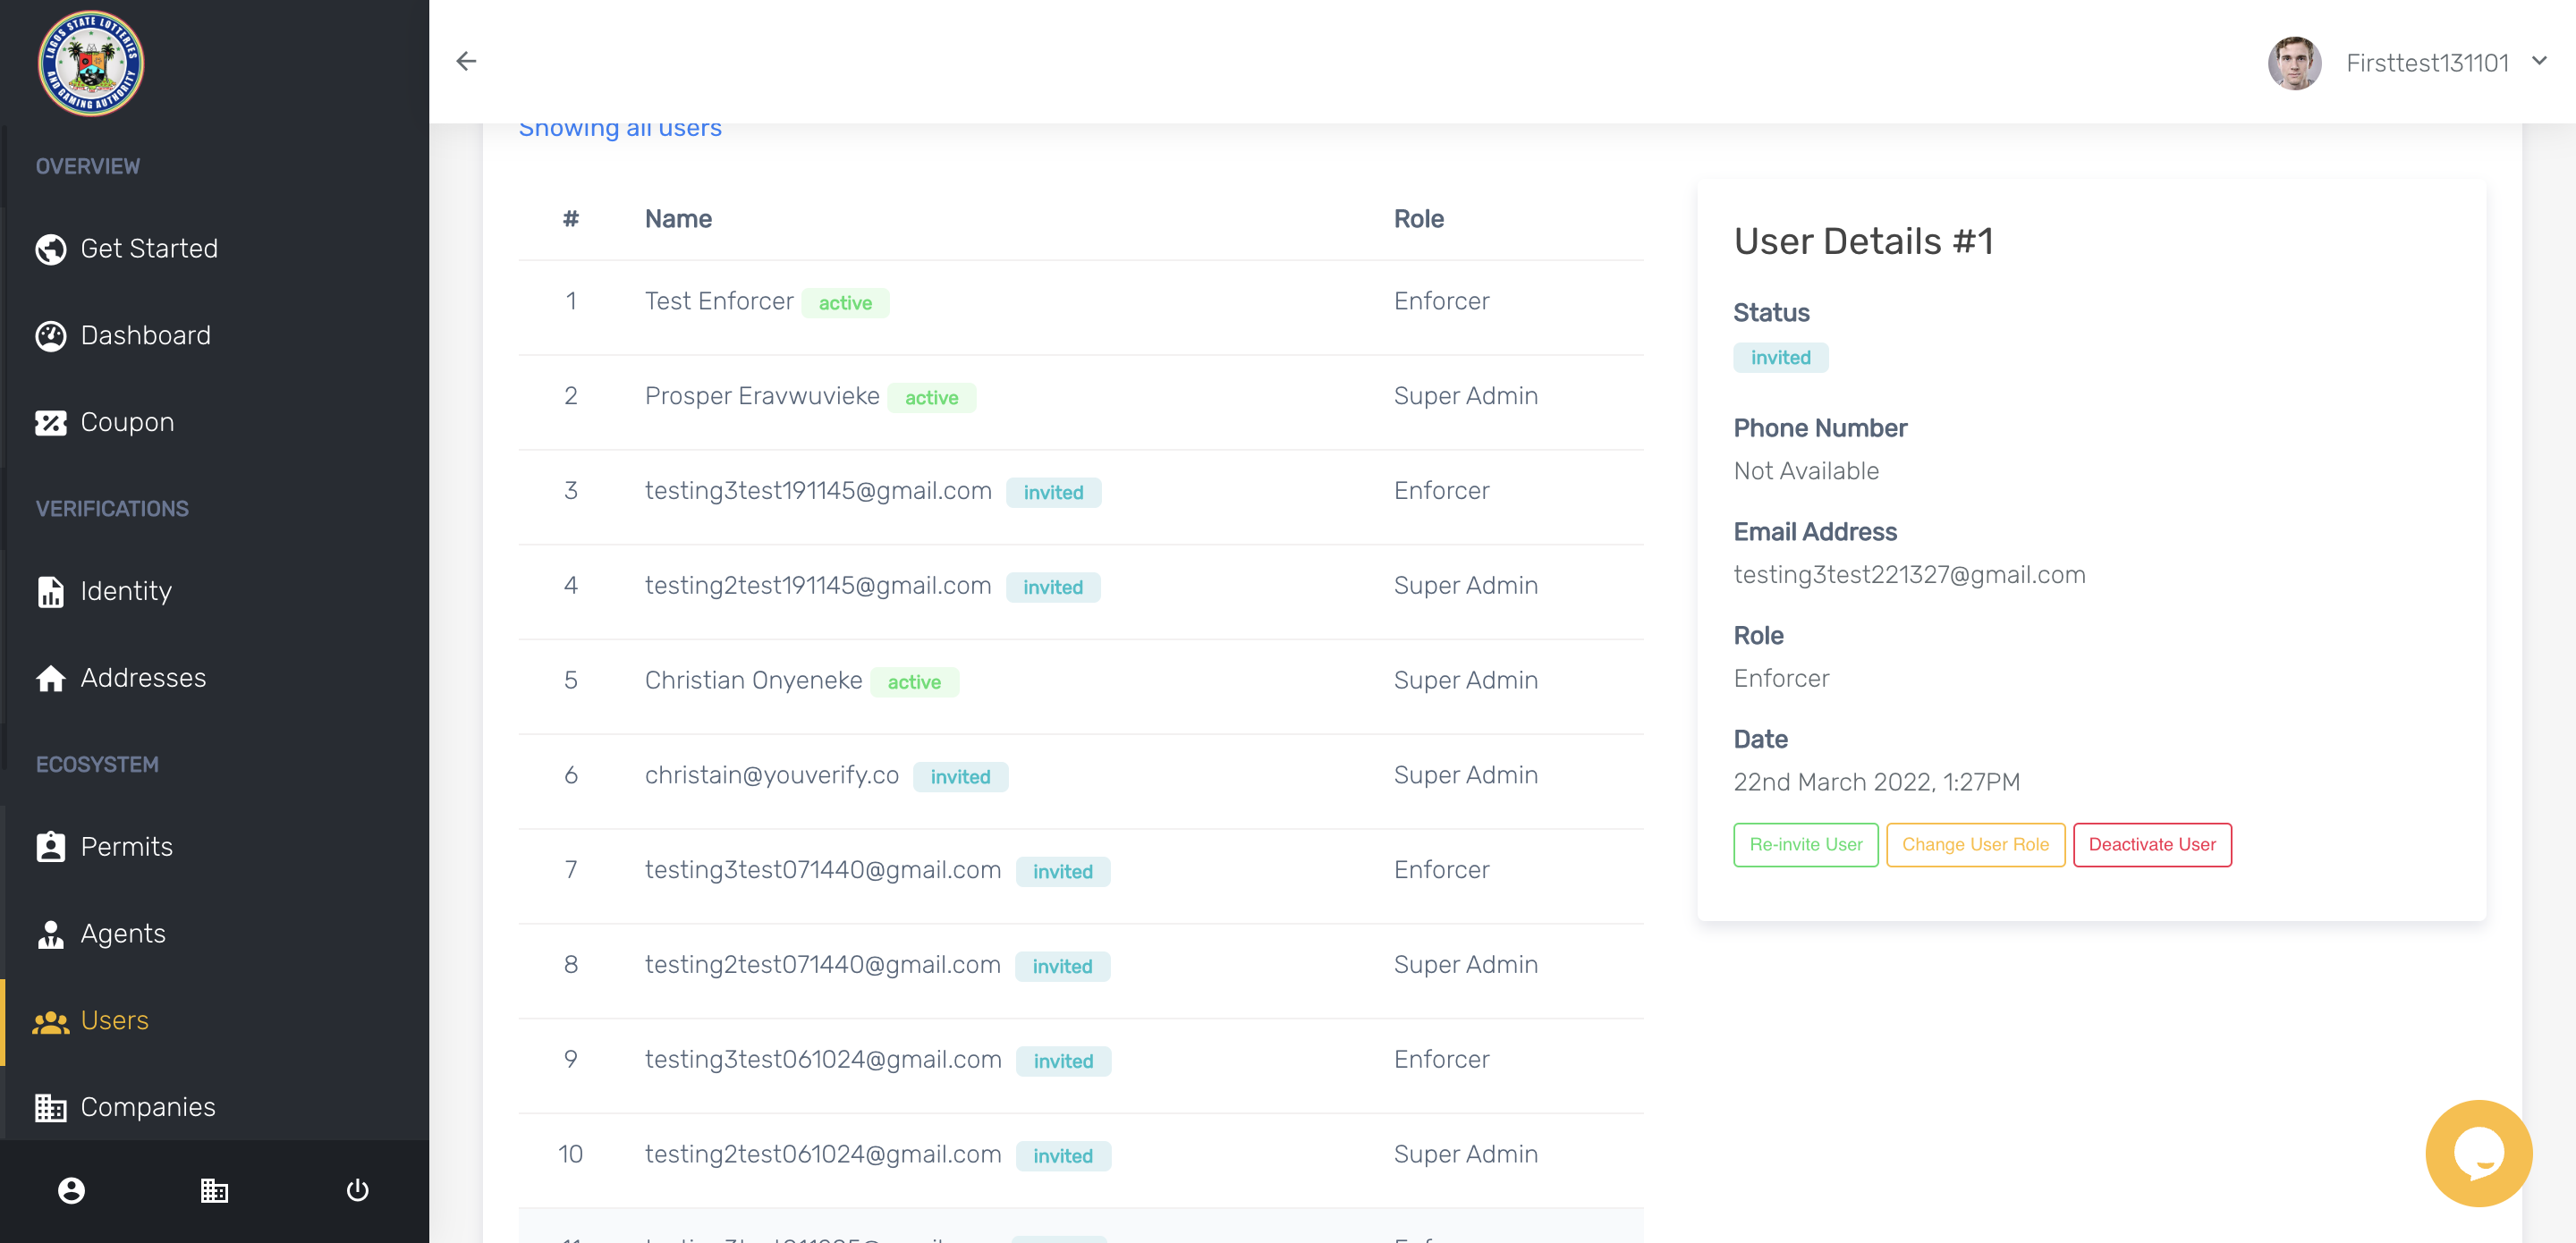 LAGOS STATE LOTTERIES
AND GAMING AUTHORITY
Firsttest131101
OVERVIEW
Get Started
Dashboard
Coupon
VERIFICATIONS
Identity
Addresses
ECOSYSTEM
Permits
Agents
Users
Companies
Showing all users
# Name Role
1 Test Enforcer active Enforcer
2 Prosper Eravwuvieke active Super Admin
3 testing3test191145@gmail.com invited Enforcer
4 testing2test191145@gmail.com invited Super Admin
5 Christian Onyeneke active Super Admin
6 christain@youverify.co invited Super Admin
7 testing3test071440@gmail.com invited Enforcer
8 testing2test071440@gmail.com invited Super Admin
9 testing3test061024@gmail.com invited Enforcer
10 testing2test061024@gmail.com invited Super Admin
User Details #1
Status
invited
Phone Number
Not Available
Email Address
testing3test221327@gmail.com
Role
Enforcer
Date
22nd March 2022, 1:27PM
Re-invite User Change User Role Deactivate User